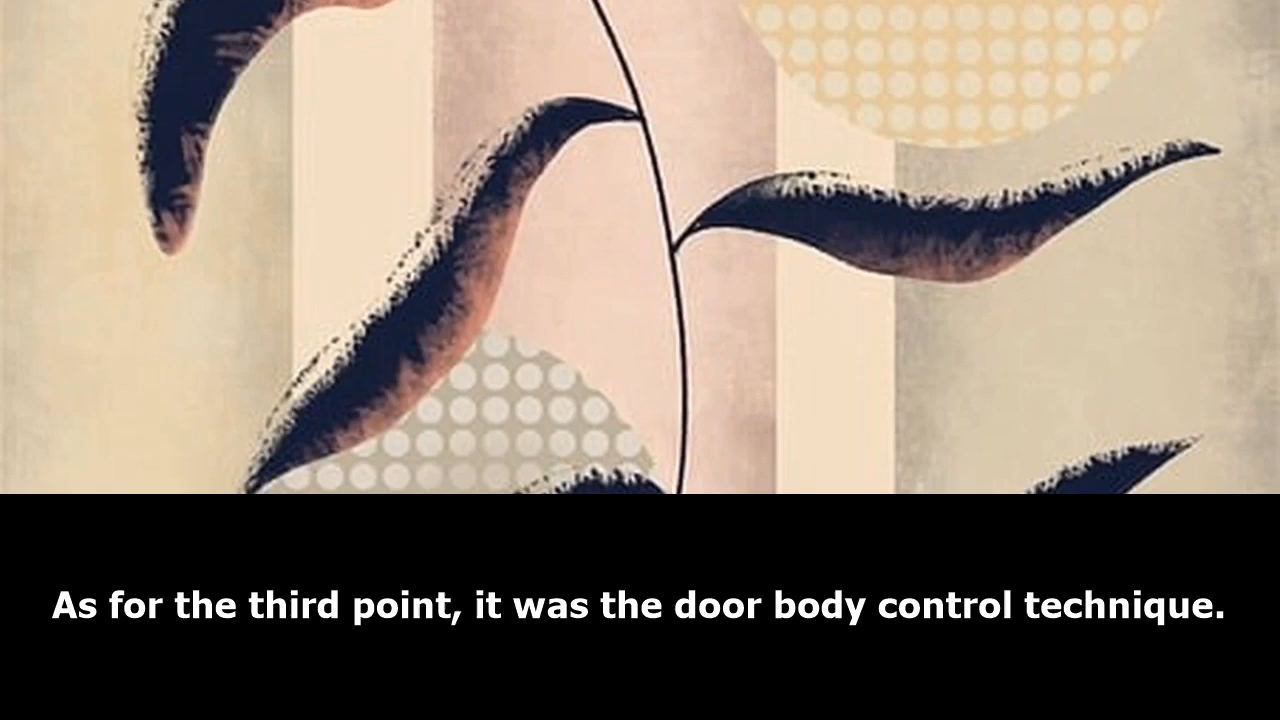 As for the third point, it was the door body control technique.